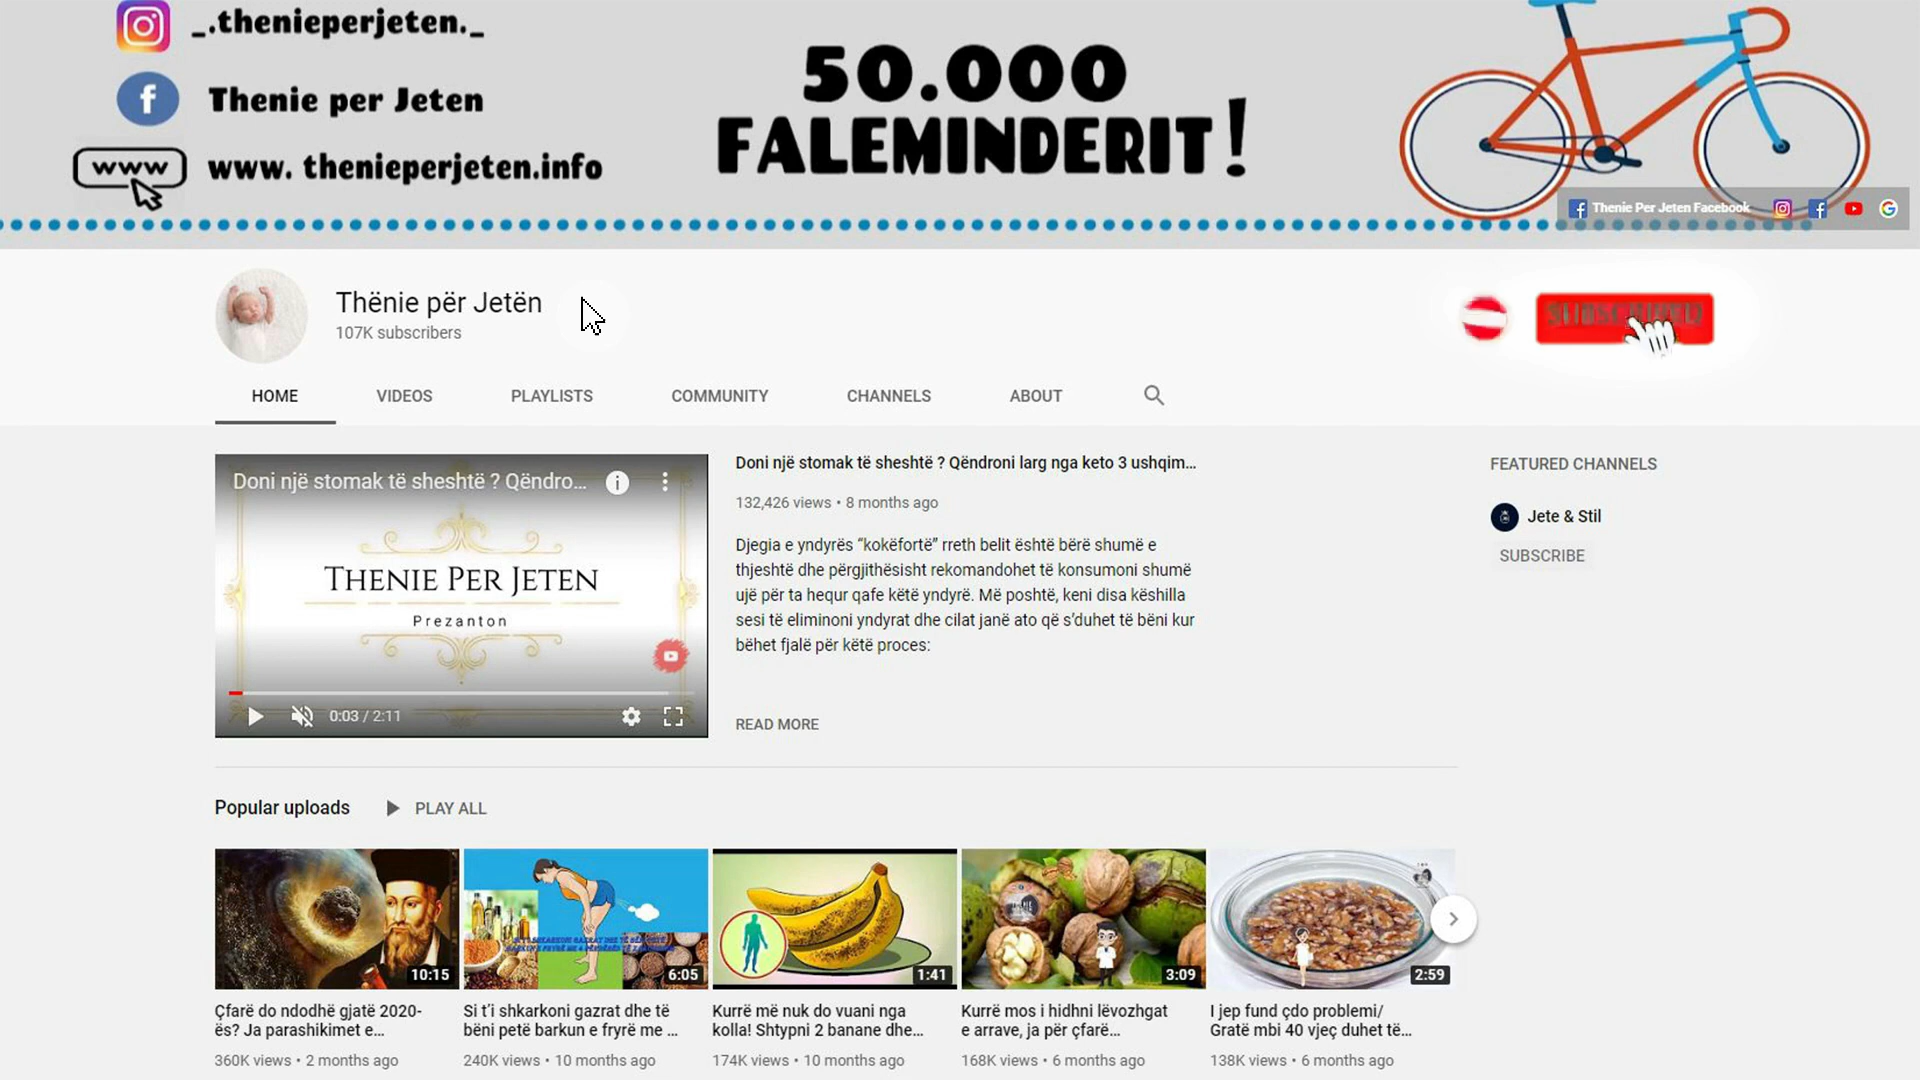 _.thenieperjeten._
Thenie per Jeten
www
www. thenieperjeten.info
50.000
FALEMINDERIT!
Thenie Per Jeten Facebook
Thënie për Jetën
107K subscribers
HOME
VIDEOS
PLAYLISTS
COMMUNITY
CHANNELS
ABOUT
Doni një stomak të sheshtë ? Qëndro...
THENIE PER JETEN
Prezanton
0:03 / 2:11
Doni një stomak të sheshtë ? Qëndroni larg nga keto 3 ushqim...
132,426 views • 8 months ago
Djegia e yndyrës “kokëfortë” rreth belit është bërë shumë e
thjeshtë dhe përgjithësisht rekomandohet të konsumoni shumë
ujë për ta hequr qafe këtë yndyrë. Më poshtë, keni disa këshilla
sesi të eliminoni yndyrat dhe cilat janë ato që s’duhet të bëni kur
bëhet fjalë për këtë proces:
READ MORE
FEATURED CHANNELS
Jete & Stil
SUBSCRIBE
Popular uploads
PLAY ALL
10:15
6:05
1:41
3:09
2:59
Çfarë do ndodhë gjatë 2020-
ës? Ja parashikimet e...
360K views • 2 months ago
Si t’i shkarkoni gazrat dhe të
bëni petë barkun e fryrë me ...
240K views • 10 months ago
Kurrë më nuk do vuani nga
kolla! Shtypni 2 banane dhe...
174K views • 10 months ago
Kurrë mos i hidhni lëvozhgat
e arrave, ja për çfarë...
168K views • 6 months ago
I jep fund çdo problemi/
Gratë mbi 40 vjeç duhet të...
138K views • 6 months ago